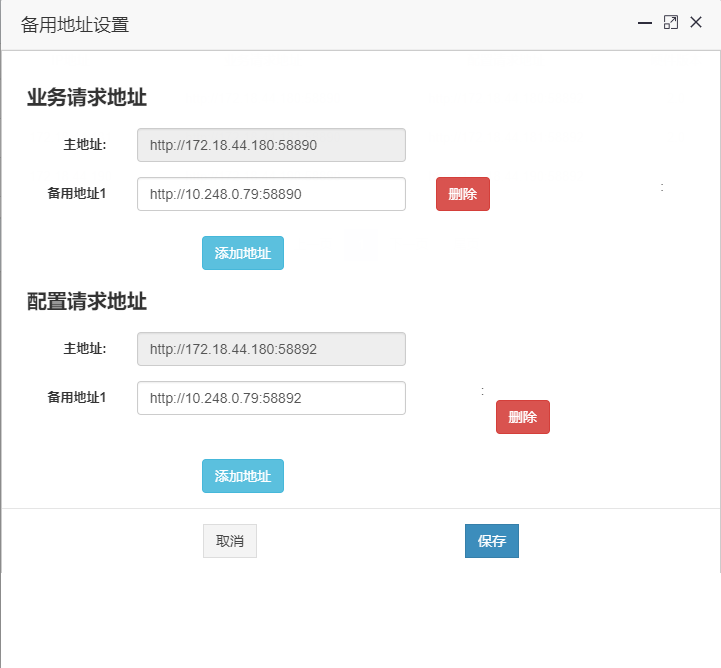 备用地址设置
业务请求地址
主地址: http://172.18.44.180:58890
备用地址1 http://10.248.0.79:58890 删除 :
添加地址
配置请求地址
主地址: http://172.18.44.180:58892
备用地址1 http://10.248.0.79:58892 :
删除
添加地址
取消 保存